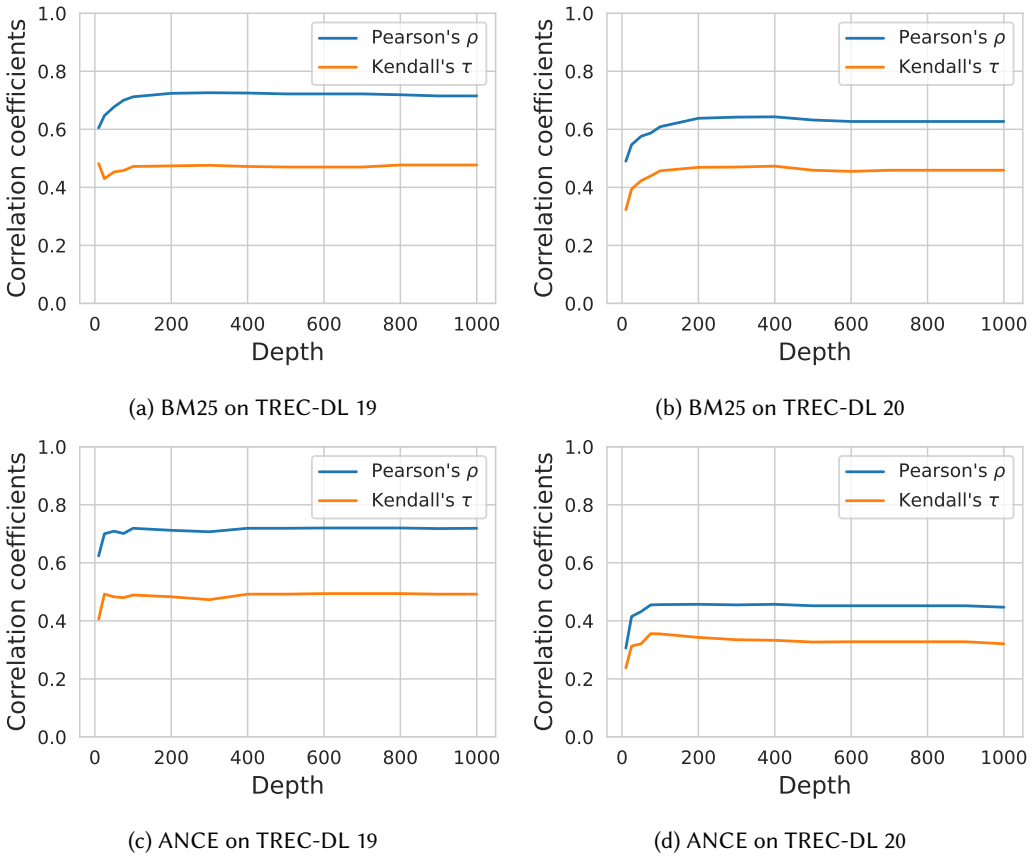 Correlation coefficients
1.0
0.8
0.6
0.4
0.2
0.0
Pearson's ρ
Kendall's τ
0 200 400 600 800 1000
Depth
(a) BM25 on TREC-DL 19
Correlation coefficients
1.0
0.8
0.6
0.4
0.2
0.0
Pearson's ρ
Kendall's τ
0 200 400 600 800 1000
Depth
(b) BM25 on TREC-DL 20
Correlation coefficients
1.0
0.8
0.6
0.4
0.2
0.0
Pearson's ρ
Kendall's τ
0 200 400 600 800 1000
Depth
(c) ANCE on TREC-DL 19
Correlation coefficients
1.0
0.8
0.6
0.4
0.2
0.0
Pearson's ρ
Kendall's τ
0 200 400 600 800 1000
Depth
(d) ANCE on TREC-DL 20